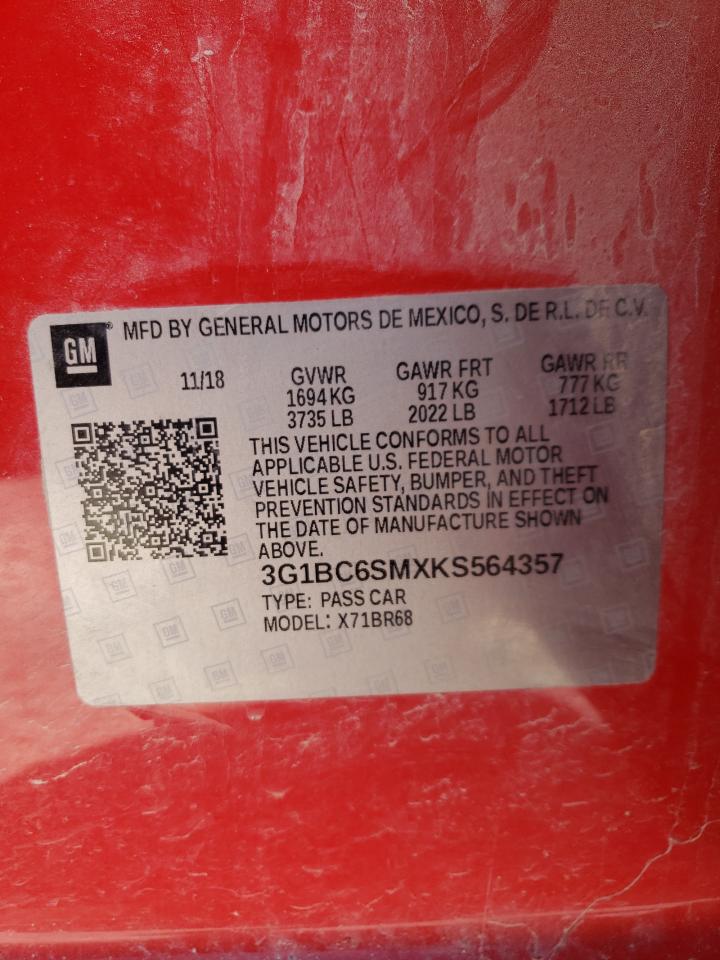 GM
MFD BY GENERAL MOTORS DE MEXICO, S. DE R.L. DE C.V.
11/18 GVWR GAWR FRT GAWR RR
1694 KG 917 KG 777 KG
3735 LB 2022 LB 1712 LB
THIS VEHICLE CONFORMS TO ALL
APPLICABLE U.S. FEDERAL MOTOR
VEHICLE SAFETY, BUMPER, AND THEFT
PREVENTION STANDARDS IN EFFECT ON
THE DATE OF MANUFACTURE SHOWN
ABOVE.
3G1BC6SMXKS564357
TYPE: PASS CAR
MODEL: X71BR68